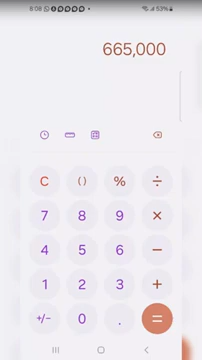 8:08 53%
665,000
C ( ) % ÷
7 8 9 ×
4 5 6 −
1 2 3 +
+/− 0 . =